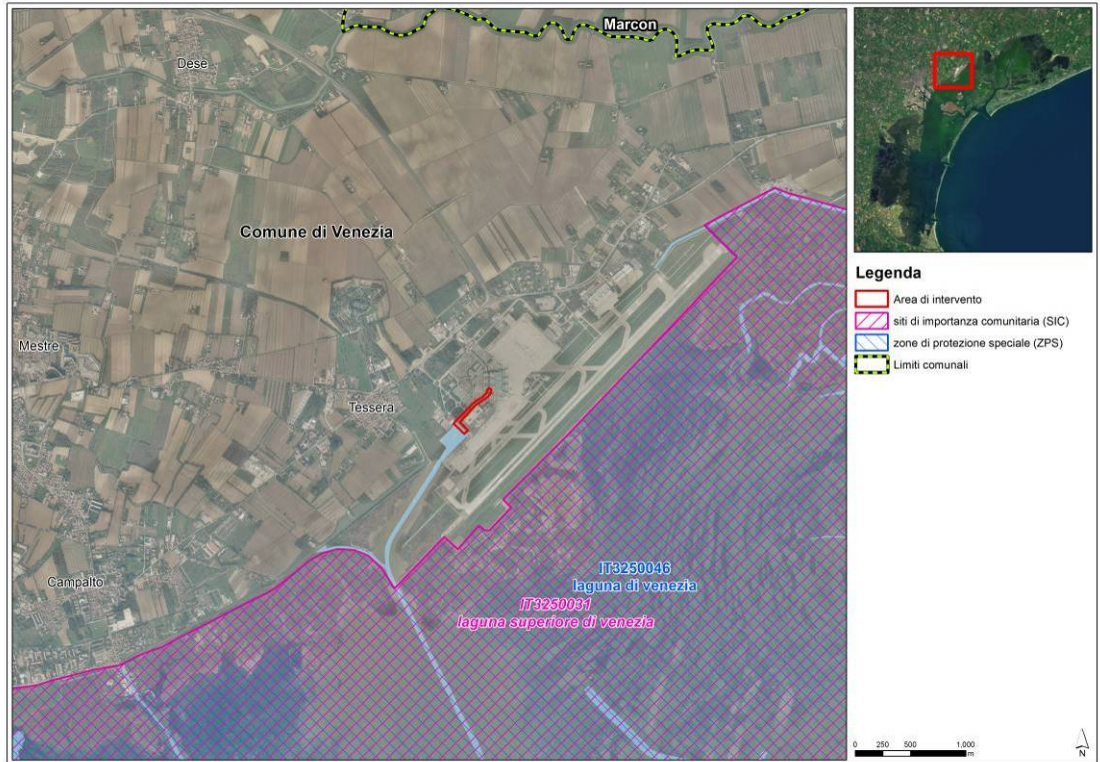 Marcon
Dese
Comune di Venezia
Mestre
Tessera
Campalto
IT3250046
laguna di venezia
IT3250031
laguna superiore di venezia
Legenda
Area di intervento
siti di importanza comunitaria (SIC)
zone di protezione speciale (ZPS)
Limiti comunali
0 250 500 1,000
m
N